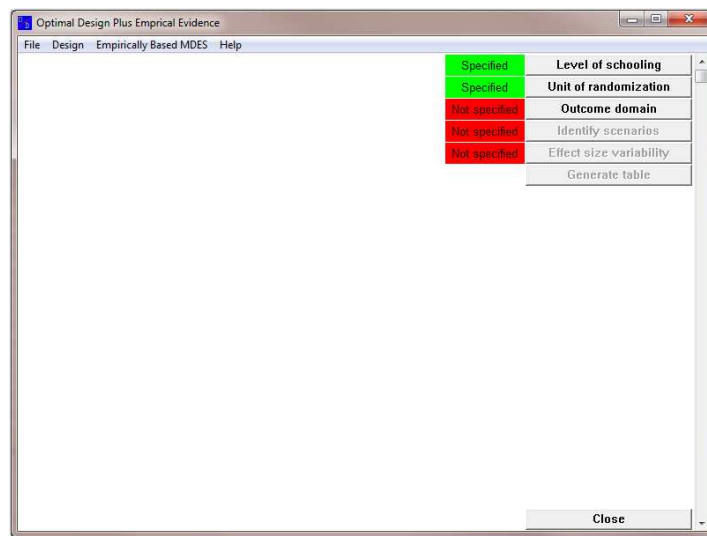 Optimal Design Plus Emprical Evidence
File Design Empirically Based MDES Help
Specified Level of schooling
Specified Unit of randomization
Not specified Outcome domain
Not specified Identify scenarios
Not specified Effect size variability
Generate table
Close